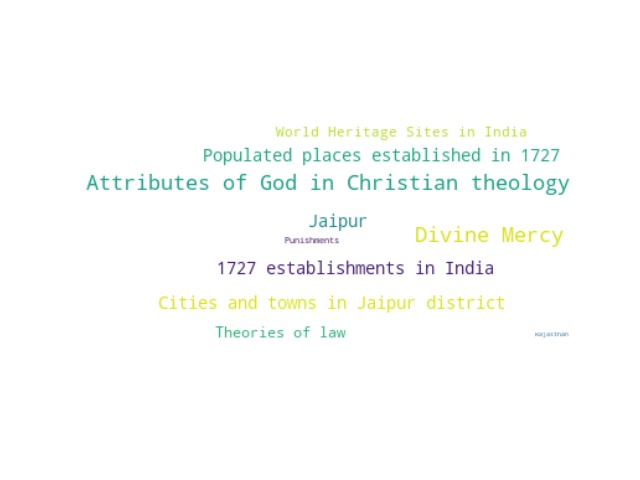 World Heritage Sites in India
Populated places established in 1727
Attributes of God in Christian theology
Jaipur
Divine Mercy
Punishments
1727 establishments in India
Cities and towns in Jaipur district
Theories of law
Rajasthan